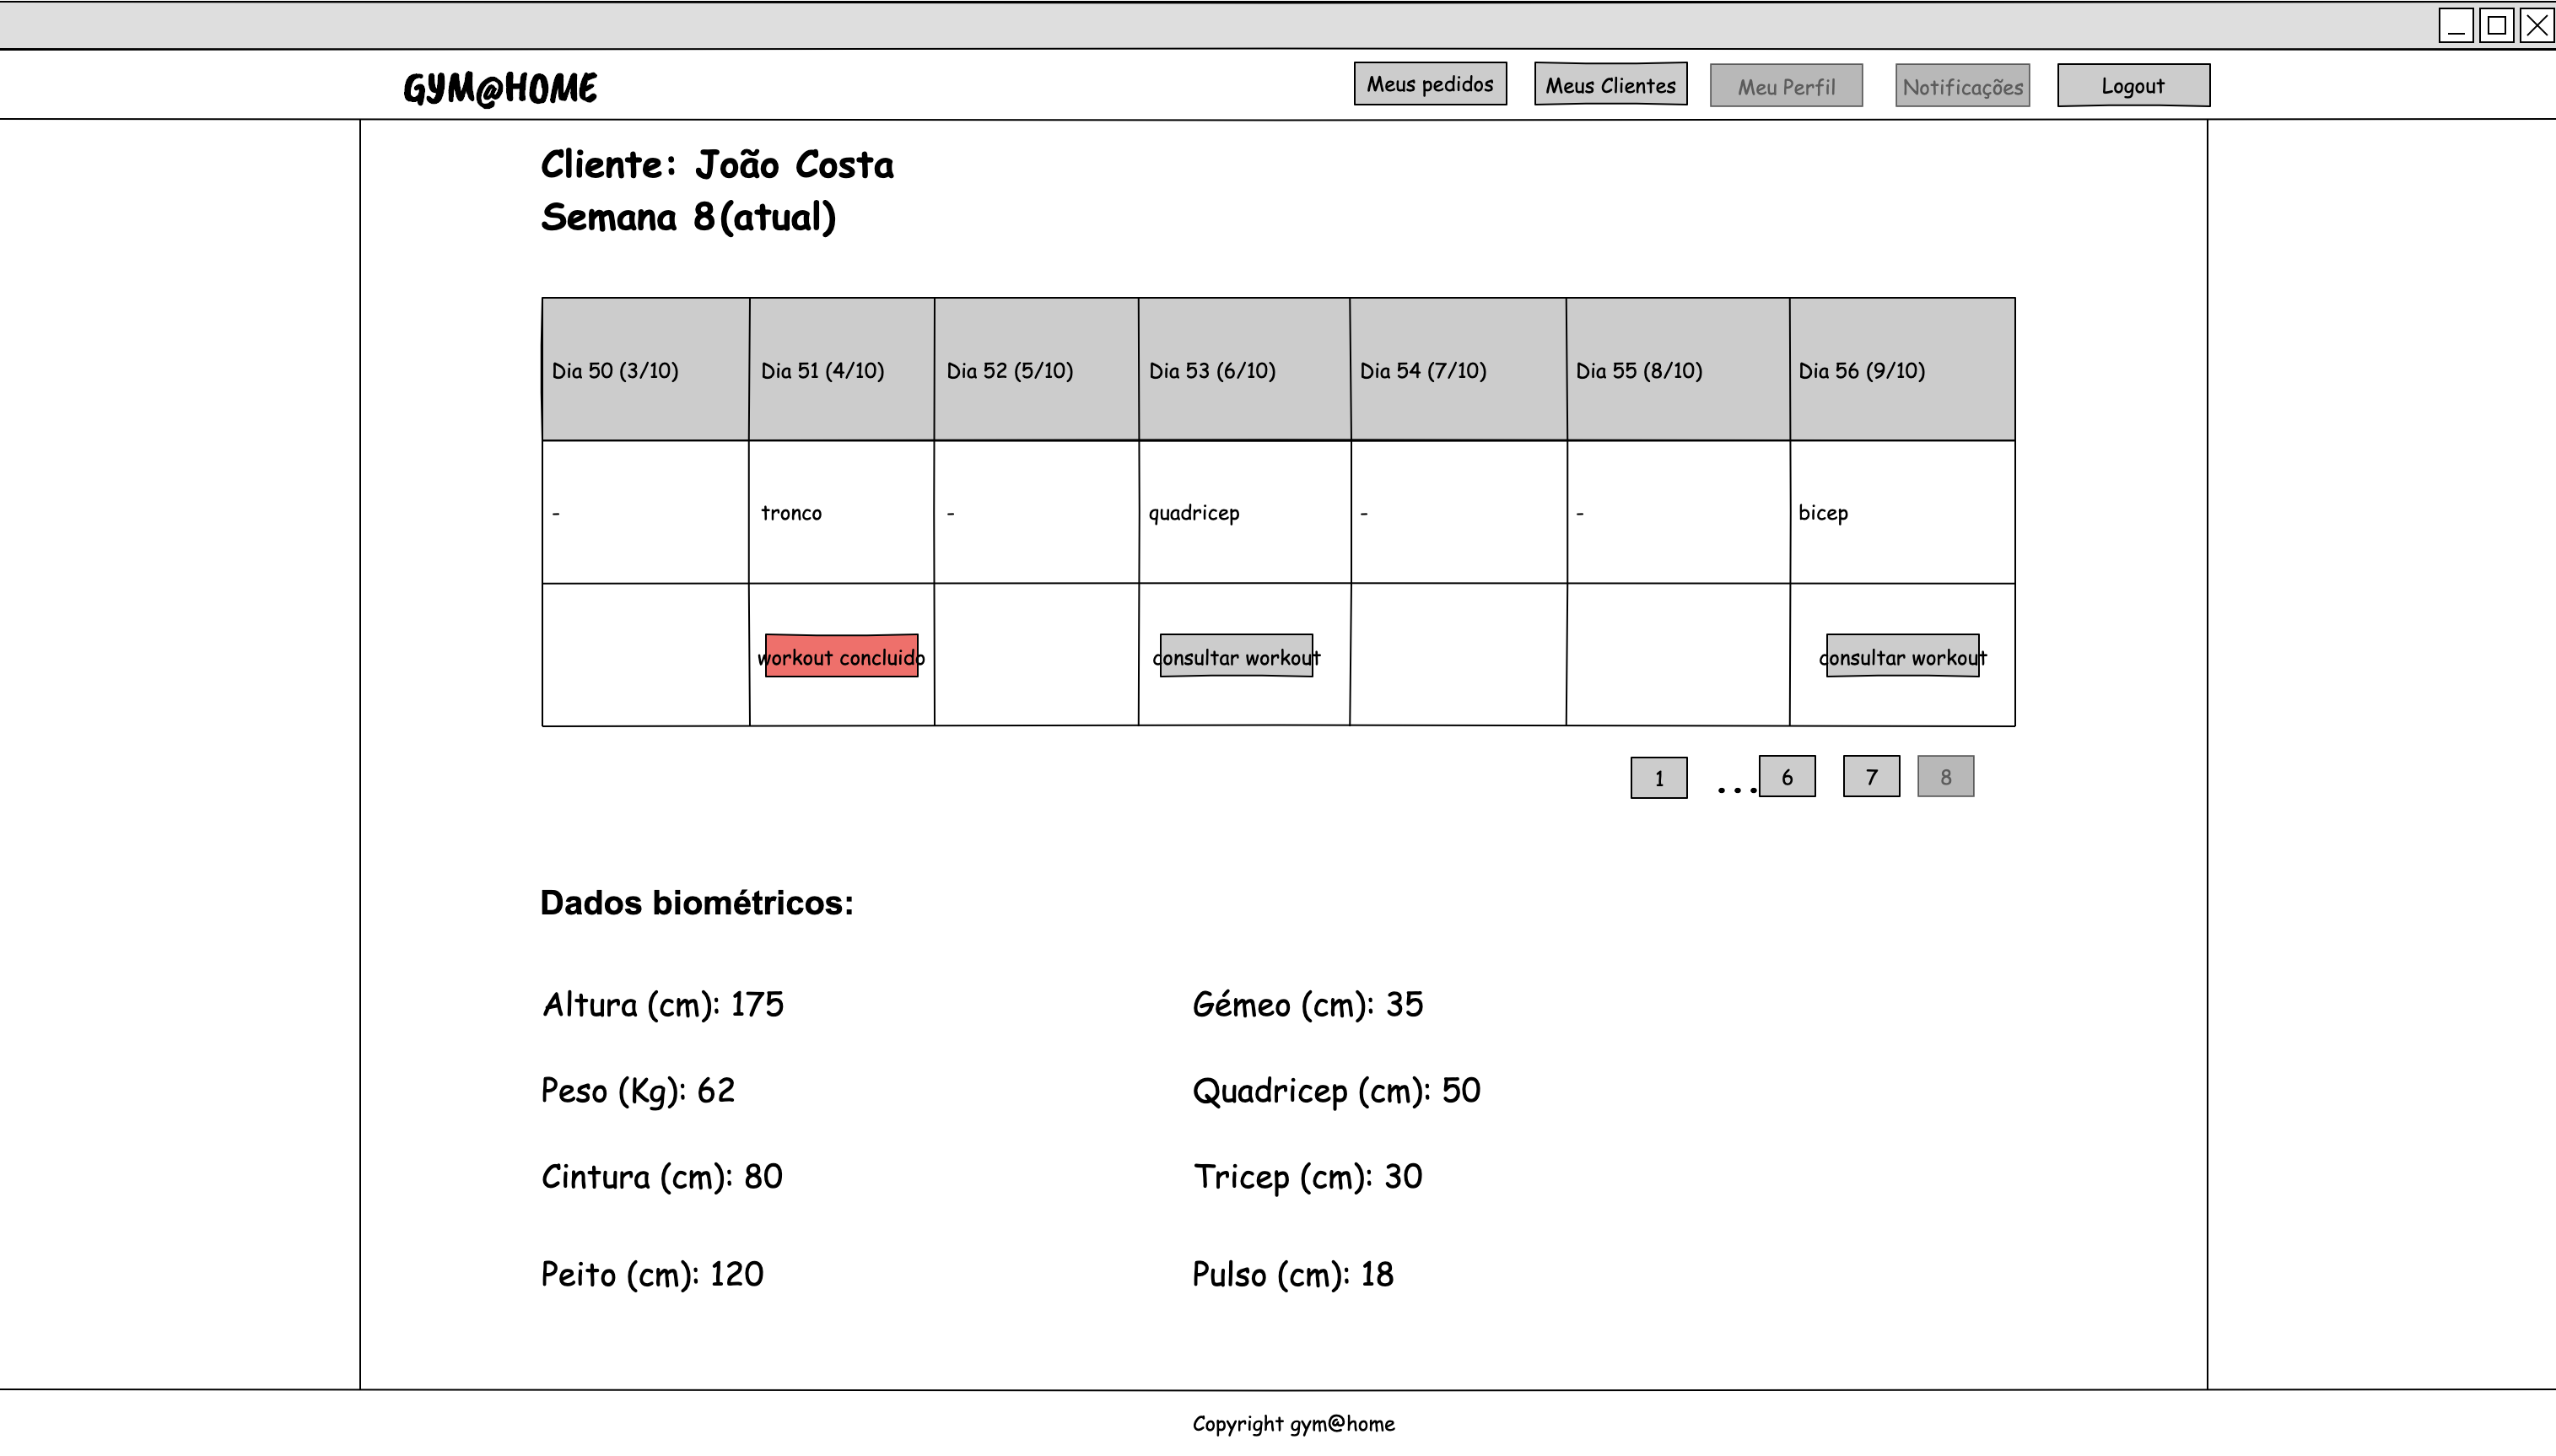 GYM@HOME
Meus pedidos Meus Clientes Meu Perfil Notificações Logout
Cliente: João Costa
Semana 8(atual)
Dia 50 (3/10) Dia 51 (4/10) Dia 52 (5/10) Dia 53 (6/10) Dia 54 (7/10) Dia 55 (8/10) Dia 56 (9/10)
- tronco - quadricep - - bicep
workout concluido consultar workout consultar workout
1 ... 6 7 8
Dados biométricos:
Altura (cm): 175 Gémeo (cm): 35
Peso (Kg): 62 Quadricep (cm): 50
Cintura (cm): 80 Tricep (cm): 30
Peito (cm): 120 Pulso (cm): 18
Copyright gym@home